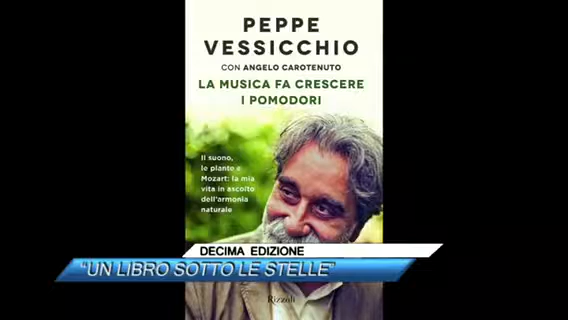 PEPPE
VESSICCHIO
CON ANGELO CAROTENUTO
LA MUSICA FA CRESCERE
I POMODORI
Il suono,
le piante e
Mozart: la mia
vita in ascolto
dell'armonia
naturale
DECIMA EDIZIONE
"UN LIBRO SOTTO LE STELLE"
Rizzoli